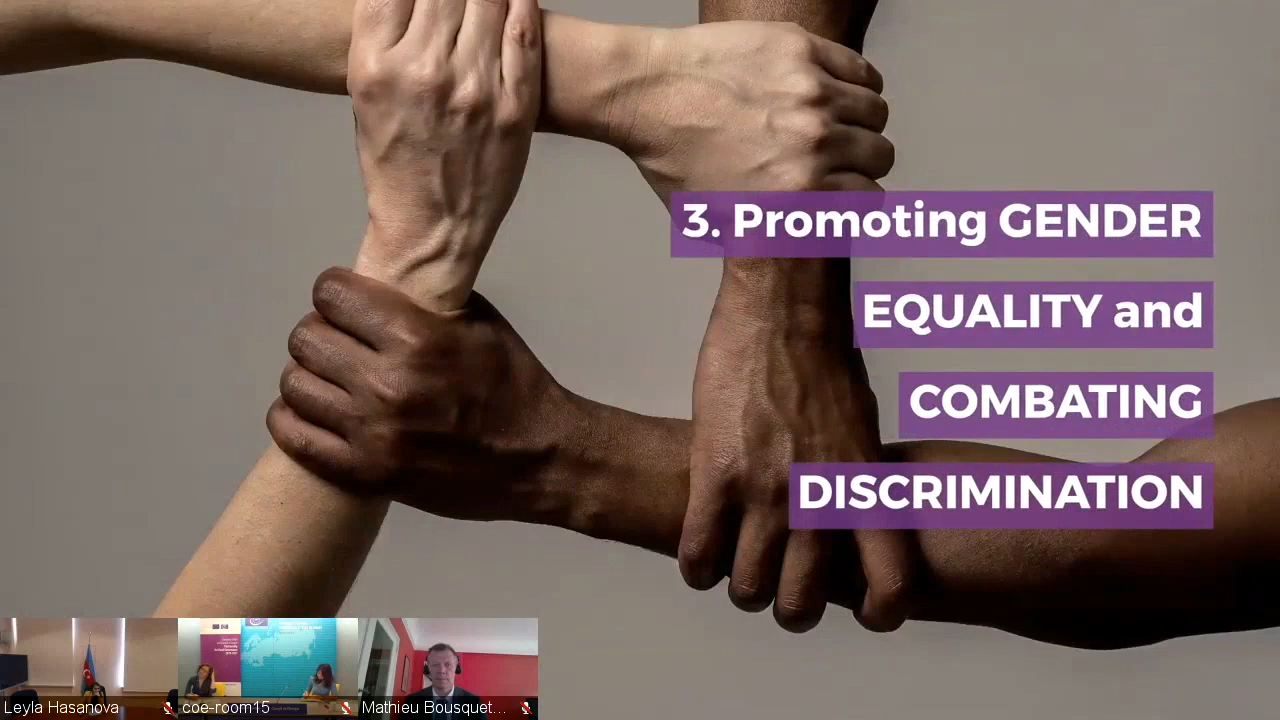 3. Promoting GENDER
EQUALITY and
COMBATING
DISCRIMINATION
Leyla Hasanova
coe-room15
Mathieu Bousquet...